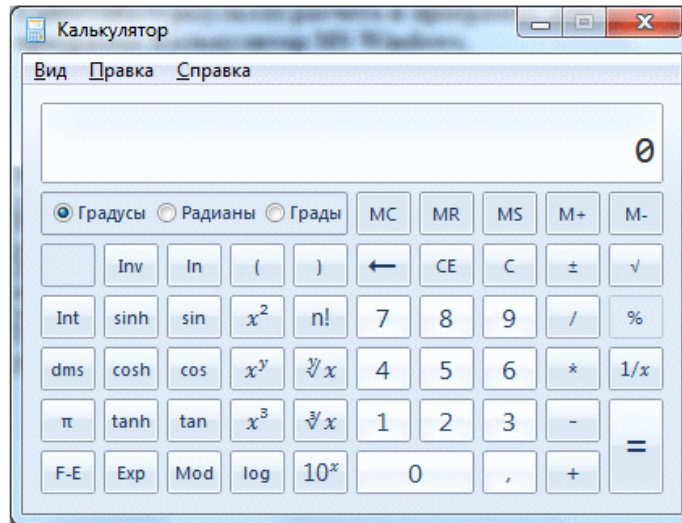 Калькулятор
Вид Правка Справка
0
Градусы Радианы Грады MC MR MS M+ M-
Inv ln ( ) ← CE C ± √
Int sinh sin x² n! 7 8 9 / %
dms cosh cos xʸ ʸ√x 4 5 6 * 1/x
π tanh tan x³ ³√x 1 2 3 - =
F-E Exp Mod log 10ˣ 0 , +